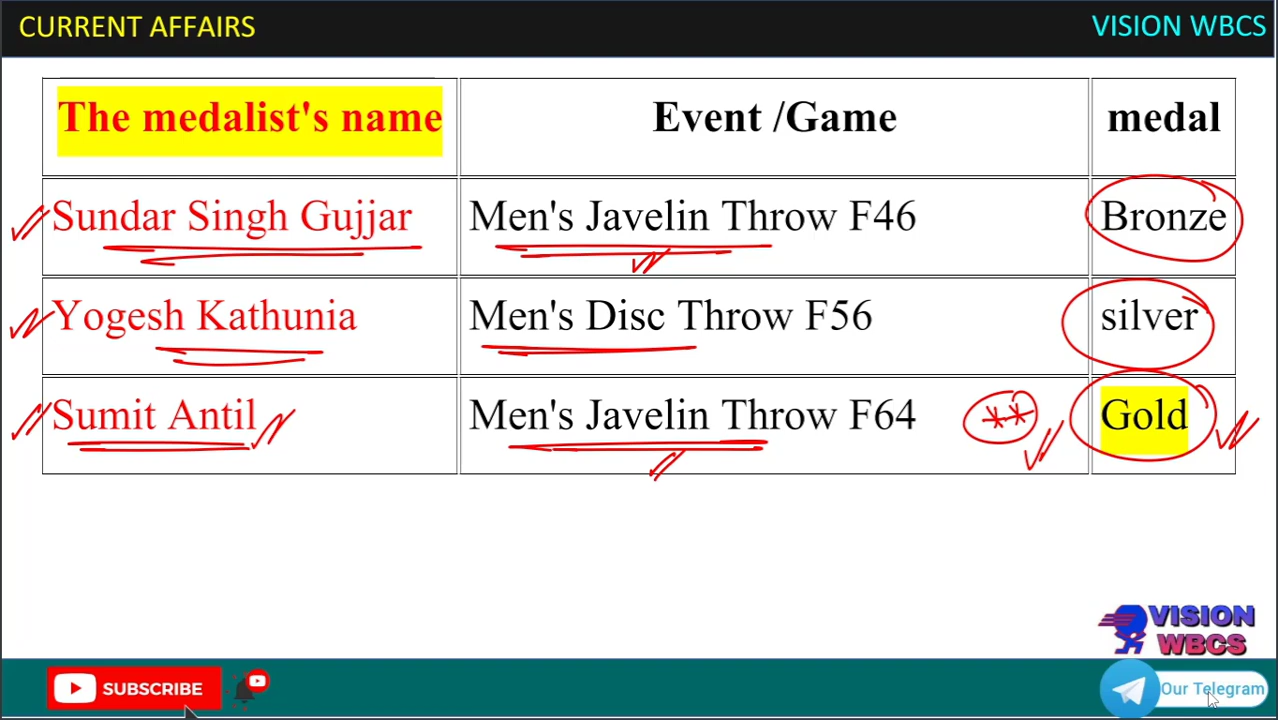 CURRENT AFFAIRS VISION WBCS
The medalist's name Event /Game medal
Sundar Singh Gujjar Men's Javelin Throw F46 Bronze
Yogesh Kathunia Men's Disc Throw F56 silver
Sumit Antil Men's Javelin Throw F64 ** Gold
VISION
WBCS
SUBSCRIBE Our Telegram